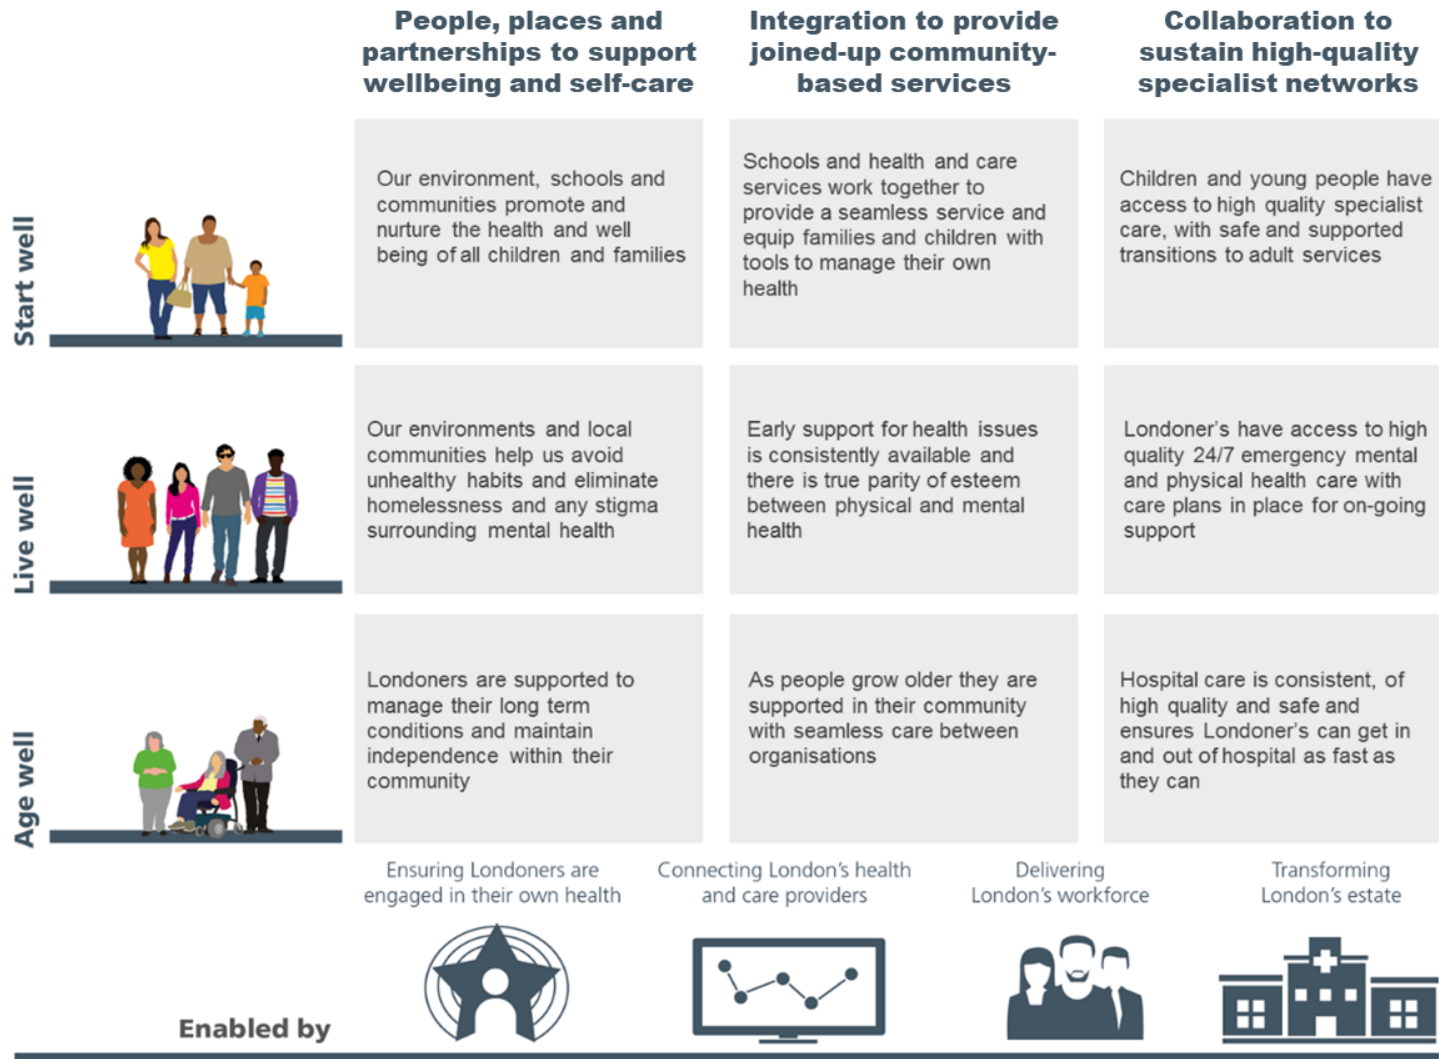 People, places and
partnerships to support
wellbeing and self-care
Integration to provide
joined-up community-
based services
Collaboration to
sustain high-quality
specialist networks
Start well
Our environment, schools and
communities promote and
nurture the health and well
being of all children and families
Schools and health and care
services work together to
provide a seamless service and
equip families and children with
tools to manage their own
health
Children and young people have
access to high quality specialist
care, with safe and supported
transitions to adult services
Live well
Our environments and local
communities help us avoid
unhealthy habits and eliminate
homelessness and any stigma
surrounding mental health
Early support for health issues
is consistently available and
there is true parity of esteem
between physical and mental
health
Londoner's have access to high
quality 24/7 emergency mental
and physical health care with
care plans in place for on-going
support
Age well
Londoners are supported to
manage their long term
conditions and maintain
independence within their
community
As people grow older they are
supported in their community
with seamless care between
organisations
Hospital care is consistent, of
high quality and safe and
ensures Londoner's can get in
and out of hospital as fast as
they can
Enabled by
Ensuring Londoners are
engaged in their own health
Connecting London's health
and care providers
Delivering
London's workforce
Transforming
London's estate